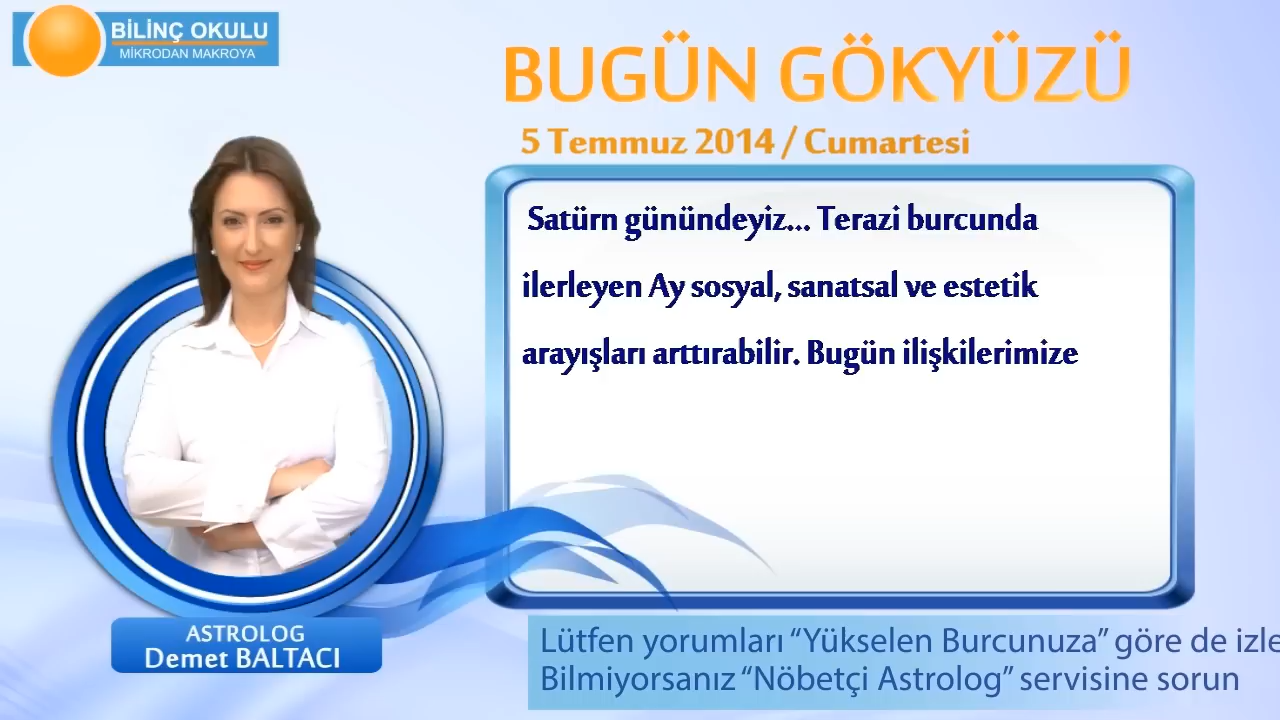 BİLİNÇ OKULU
MİKRODAN MAKROYA
BUGÜN GÖKYÜZÜ
5 Temmuz 2014 / Cumartesi
Satürn günündeyiz... Terazi burcunda
ilerleyen Ay sosyal, sanatsal ve estetik
arayışları arttırabilir. Bugün ilişkilerimize
ASTROLOG
Demet BALTACI
Lütfen yorumları “Yükselen Burcunuza” göre de izle
Bilmiyorsanız “Nöbetçi Astrolog” servisine sorun